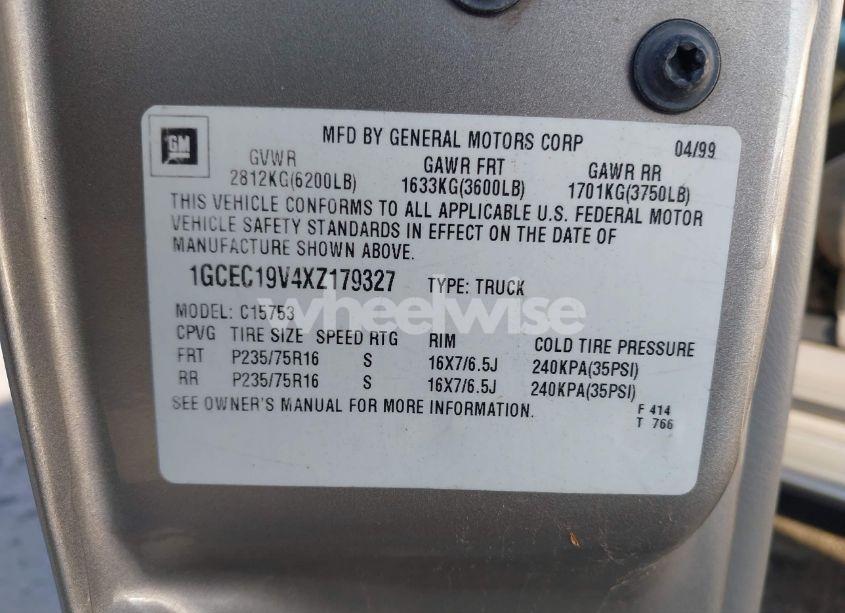 GM
MFD BY GENERAL MOTORS CORP 04/99
GVWR GAWR FRT GAWR RR
2812KG(6200LB) 1633KG(3600LB) 1701KG(3750LB)
THIS VEHICLE CONFORMS TO ALL APPLICABLE U.S. FEDERAL MOTOR
VEHICLE SAFETY STANDARDS IN EFFECT ON THE DATE OF
MANUFACTURE SHOWN ABOVE.
1GCEC19V4XZ179327 TYPE: TRUCK
wheelwise
MODEL: C15753
CPVG TIRE SIZE SPEED RTG RIM COLD TIRE PRESSURE
FRT P235/75R16 S 16X7/6.5J 240KPA(35PSI)
RR P235/75R16 S 16X7/6.5J 240KPA(35PSI)
SEE OWNER'S MANUAL FOR MORE INFORMATION.
F 414
T 766